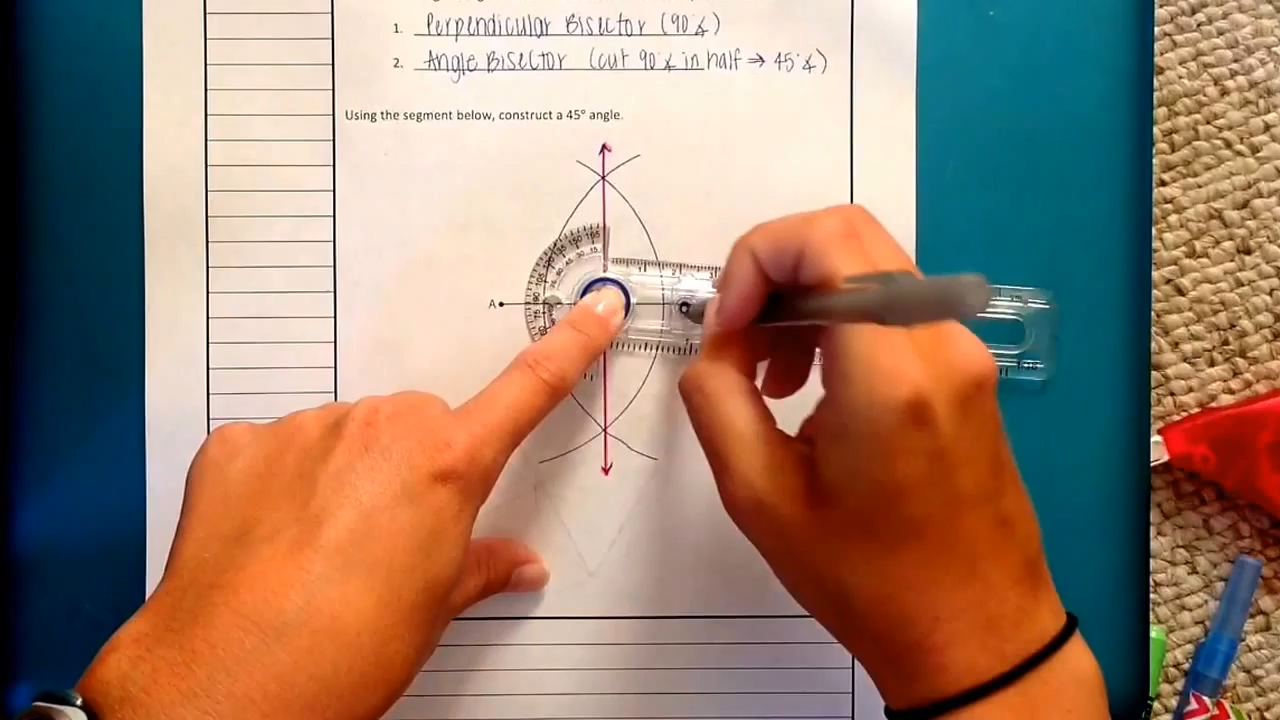 1. Perpendicular Bisector (90°∡)
2. Angle Bisector (cut 90°∡ in half → 45°∡)
Using the segment below, construct a 45° angle.
A